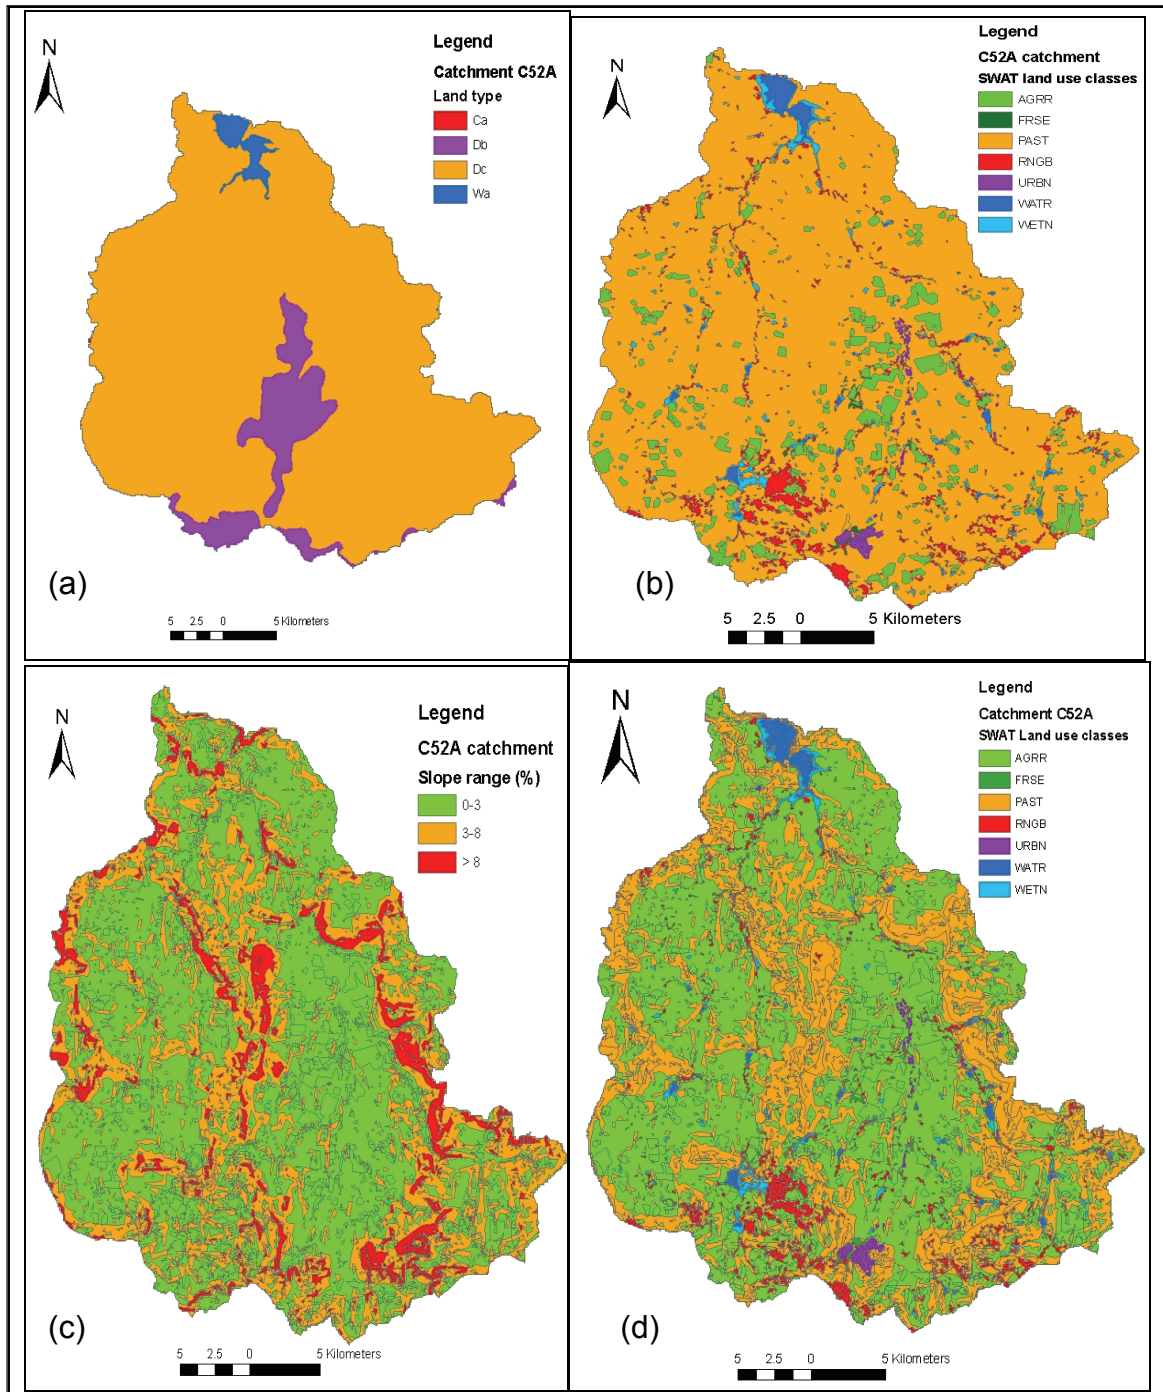 N
Legend
Catchment C52A
Land type
Ca
Db
Dc
Wa
(a)
5 2.5 0 5 Kilometers
N
Legend
C52A catchment
SWAT land use classes
AGRR
FRSE
PAST
RNGB
URBN
WATR
WETN
(b)
5 2.5 0 5 Kilometers
N
Legend
C52A catchment
Slope range (%)
0-3
3-8
> 8
(c)
5 2.5 0 5 Kilometers
N
Legend
Catchment C52A
SWAT Land use classes
AGRR
FRSE
PAST
RNGB
URBN
WATR
WETN
(d)
5 2.5 0 5 Kilometers